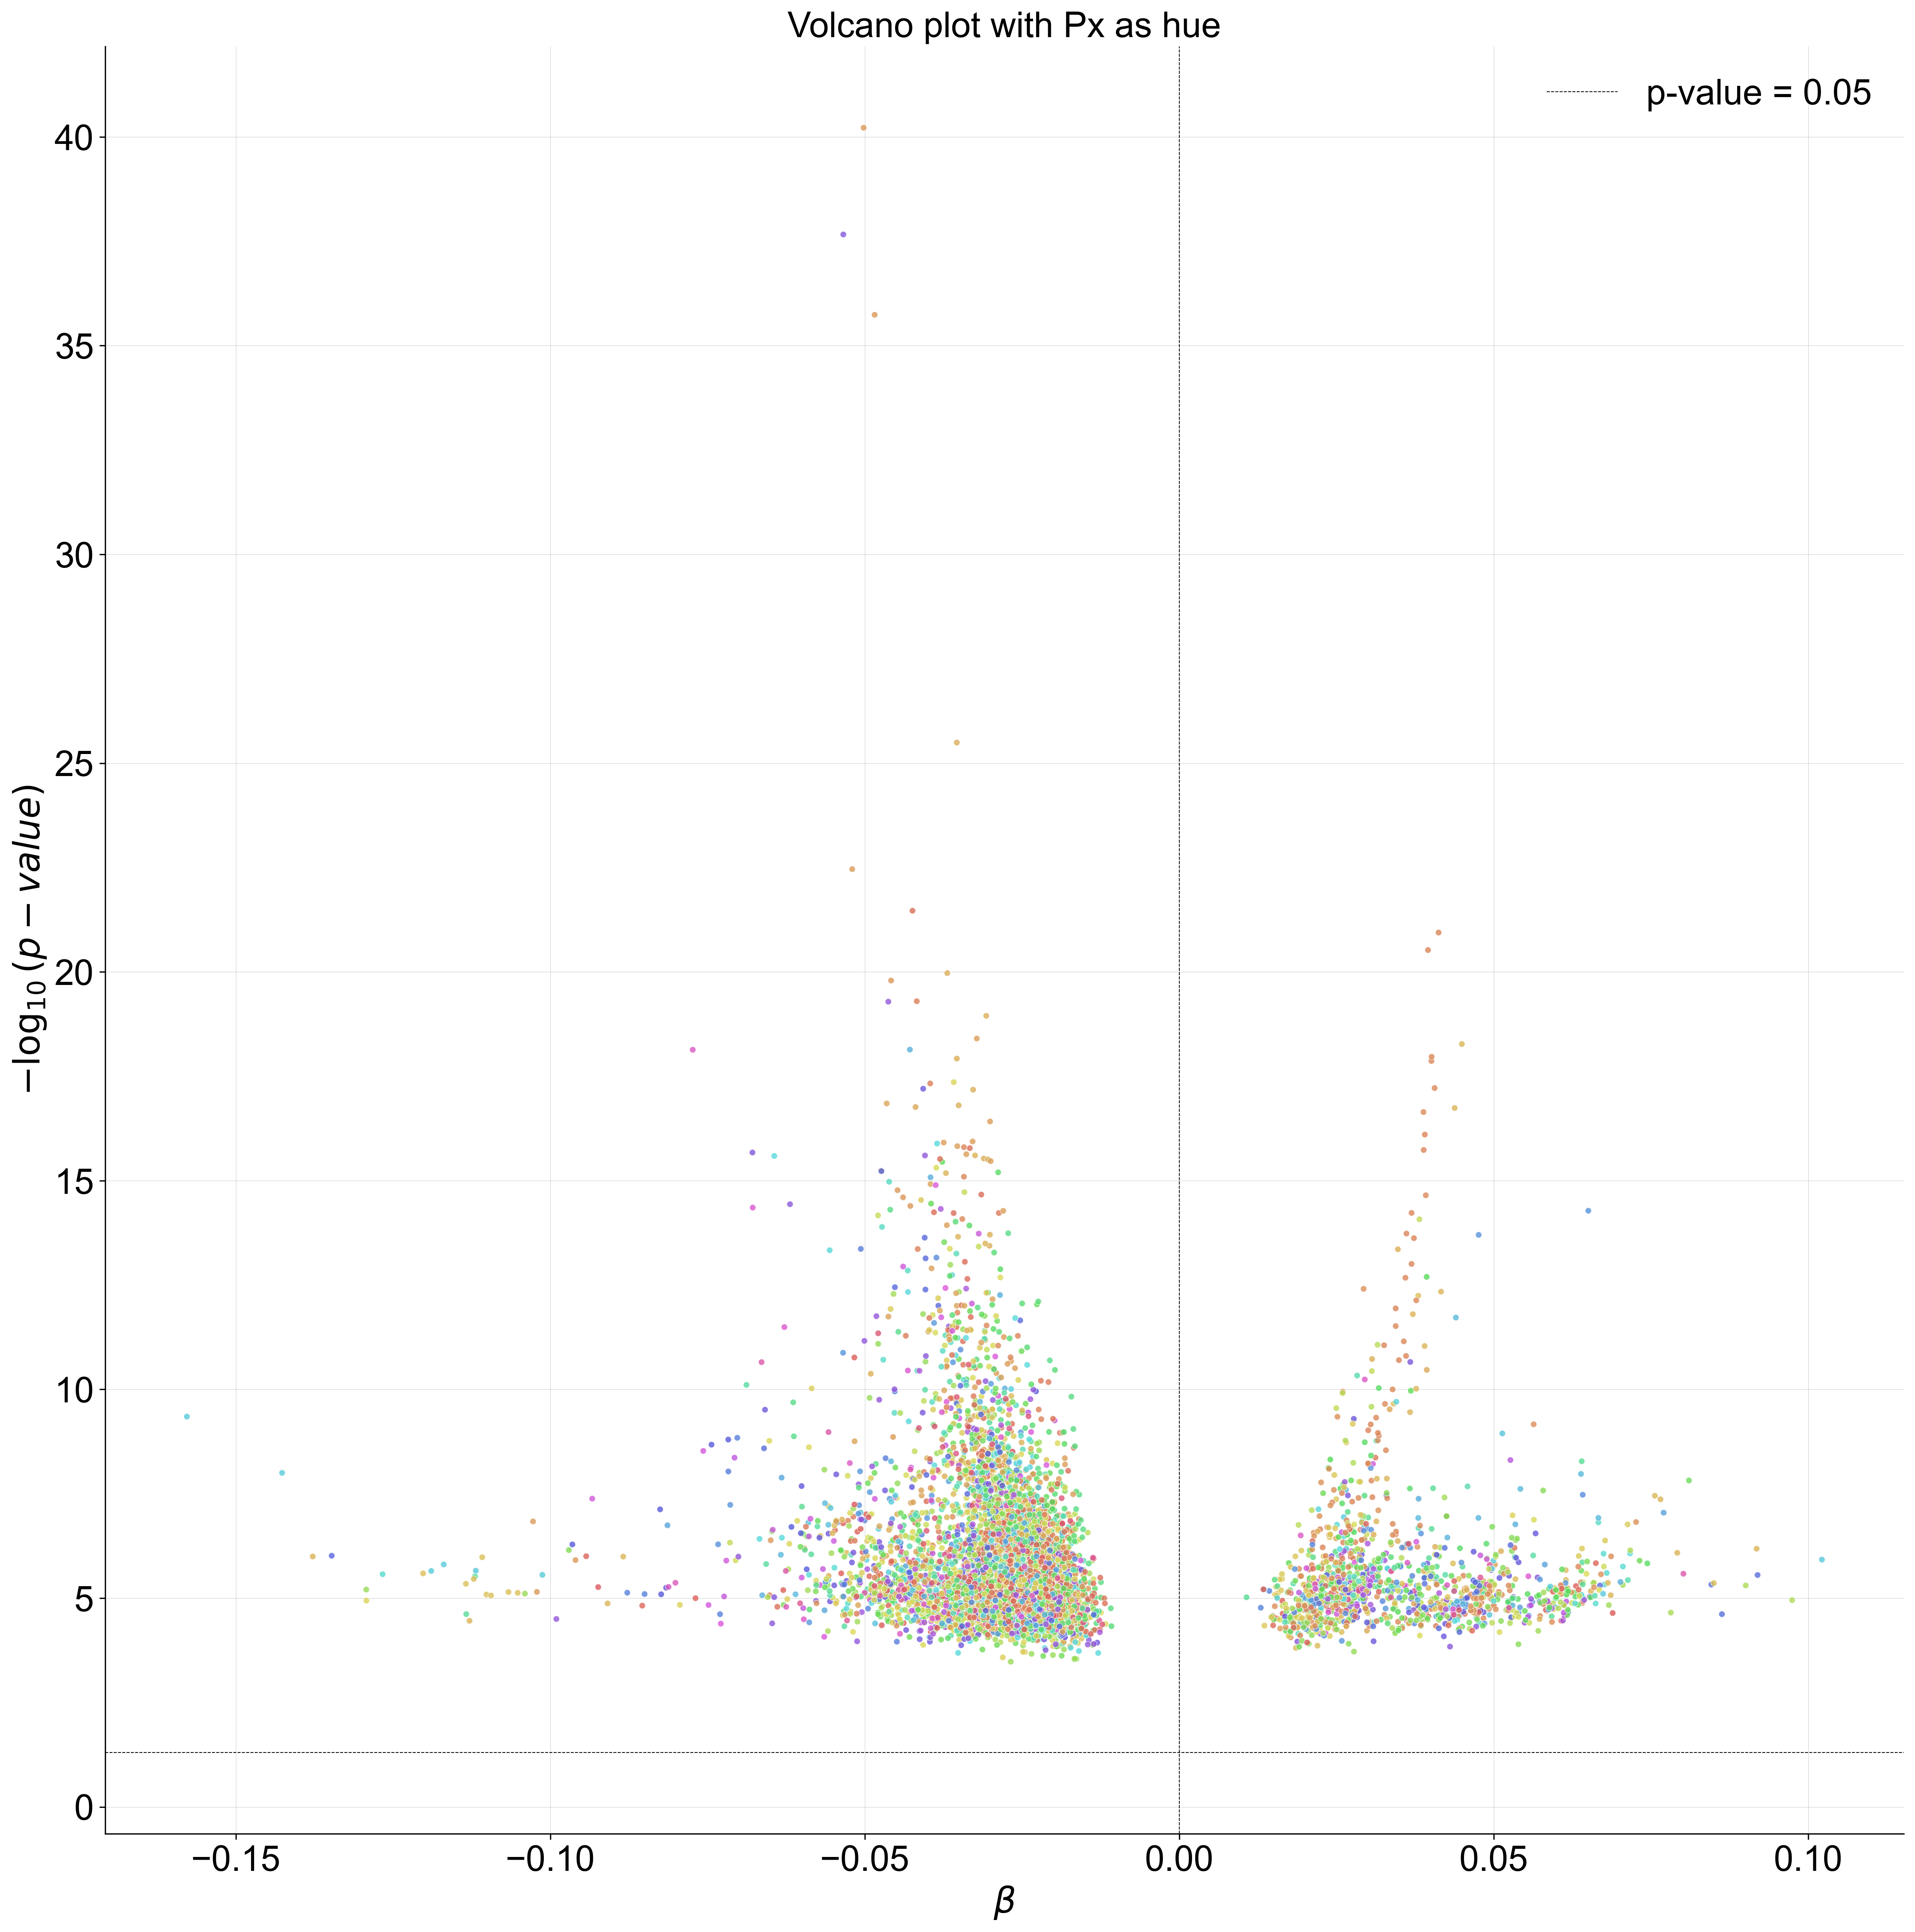 Volcano plot with Px as hue
p-value = 0.05
40
35
30
25
20
15
10
5
0
−log₁₀ (p − value)
−0.15 −0.10 −0.05 0.00 0.05 0.10
β